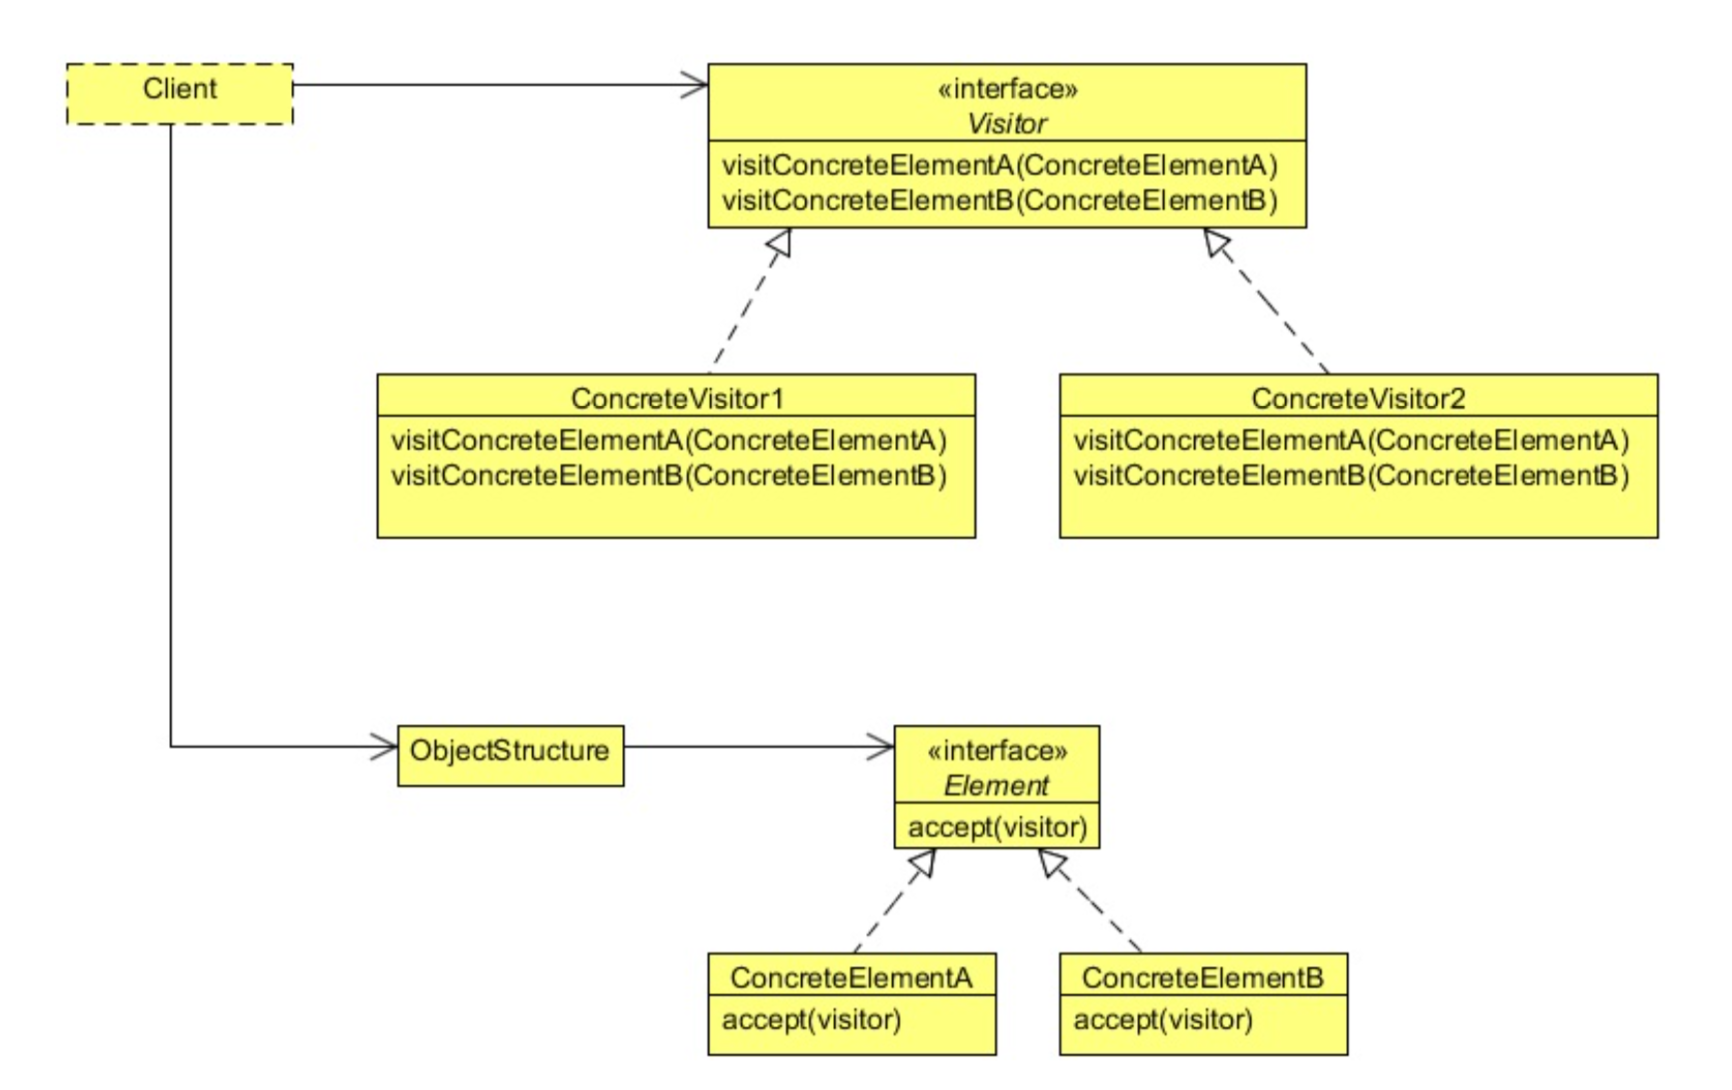 Client
«interface»
Visitor
visitConcreteElementA(ConcreteElementA)
visitConcreteElementB(ConcreteElementB)
ConcreteVisitor1
visitConcreteElementA(ConcreteElementA)
visitConcreteElementB(ConcreteElementB)
ConcreteVisitor2
visitConcreteElementA(ConcreteElementA)
visitConcreteElementB(ConcreteElementB)
ObjectStructure
«interface»
Element
accept(visitor)
ConcreteElementA
accept(visitor)
ConcreteElementB
accept(visitor)